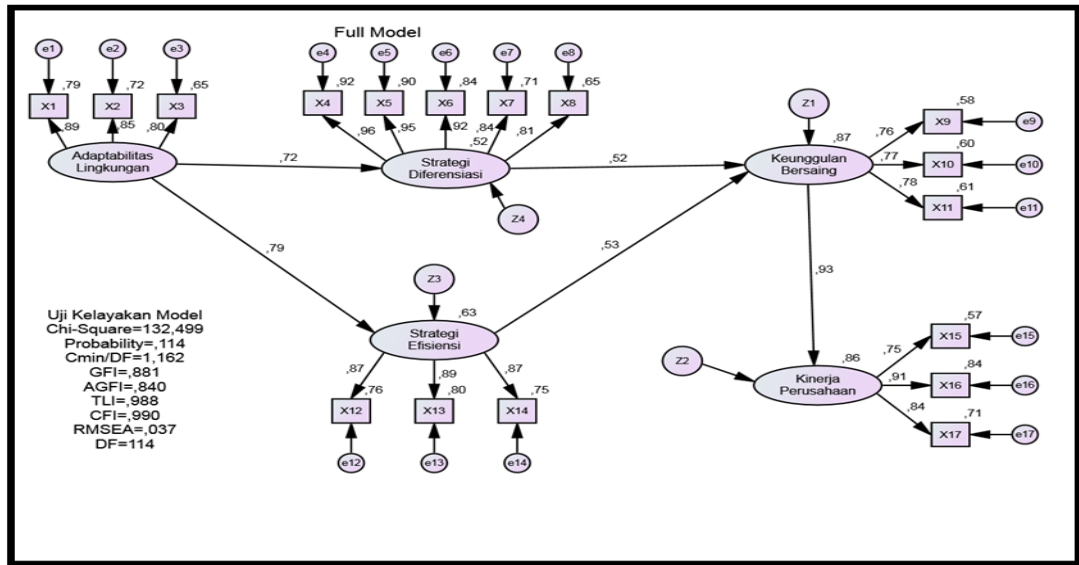 Full Model
e1 e2 e3 e4 e5 e6 e7 e8
,79 ,72 ,65 ,92 ,90 ,84 ,71 ,65
X1 X2 X3 X4 X5 X6 X7 X8
,89 ,85 ,80 ,96 ,95 ,92 ,84 ,81
,52
Z1
,58
X9 e9
,87 ,76
Adaptabilitas
Lingkungan
,72
Strategi
Diferensiasi
,52
Keunggulan
Bersaing
,77 ,60
X10 e10
,78 ,61
X11 e11
Z4
,79
,53
,93
Z3
,63
Strategi
Efisiensi
Uji Kelayakan Model
Chi-Square=132,499
Probability=,114
Cmin/DF=1,162
GFI=,881
AGFI=,840
TLI=,988
CFI=,990
RMSEA=,037
DF=114
,87 ,89 ,87
,76 ,80 ,75
X12 X13 X14
e12 e13 e14
Z2
,86
Kinerja
Perusahaan
,75 ,57
X15 e15
,91 ,84
X16 e16
,84 ,71
X17 e17